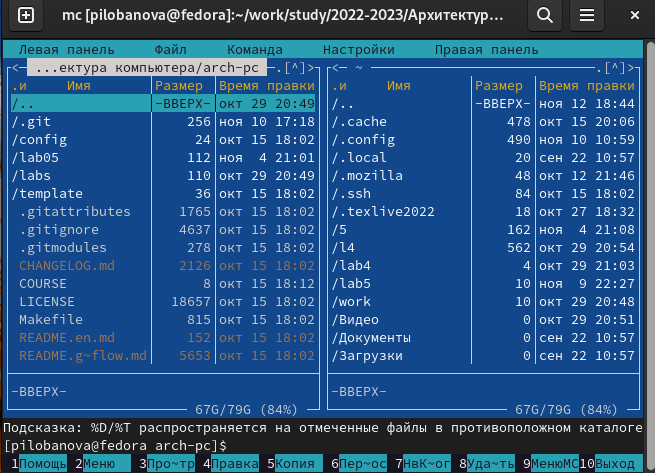 mc [pilobanova@fedora]:~/work/study/2022-2023/Архитектур...
Левая панель Файл Команда Настройки Правая панель
<─ ...ектура компьютера/arch-pc ─.[^]>
.и Имя Размер Время правки
/.. -ВВЕРХ- окт 29 20:49
/.git 256 ноя 10 17:18
/config 24 окт 15 18:02
/lab05 112 ноя 4 21:01
/labs 110 окт 29 20:49
/template 36 окт 15 18:02
.gitattributes 1765 окт 15 18:02
.gitignore 4637 окт 15 18:02
.gitmodules 278 окт 15 18:02
CHANGELOG.md 2126 окт 15 18:02
COURSE 8 окт 15 18:12
LICENSE 18657 окт 15 18:02
Makefile 815 окт 15 18:02
README.en.md 152 окт 15 18:02
README.g~flow.md 5653 окт 15 18:02
-ВВЕРХ-
67G/79G (84%)
<─ ~ ─.[^]>
.и Имя Размер Время правки
/.. -ВВЕРХ- ноя 12 18:44
/.cache 478 окт 15 20:06
/.config 490 ноя 10 10:59
/.local 20 сен 22 10:57
/.mozilla 48 окт 12 21:46
/.ssh 84 окт 15 18:02
/.texlive2022 18 окт 27 18:32
/5 162 ноя 4 21:08
/l4 562 окт 29 20:54
/lab4 4 окт 29 21:03
/lab5 10 ноя 9 22:27
/work 10 окт 29 20:48
/Видео 0 окт 29 20:51
/Документы 0 сен 22 10:57
/Загрузки 0 сен 22 10:57
-ВВЕРХ-
67G/79G (84%)
Подсказка: %D/%T распространяется на отмеченные файлы в противоположном каталоге
[pilobanova@fedora arch-pc]$
1Помощь 2Меню 3Про~тр 4Правка 5Копия 6Пер~ос 7НвК~ог 8Уда~ть 9МенюMC 10Выход